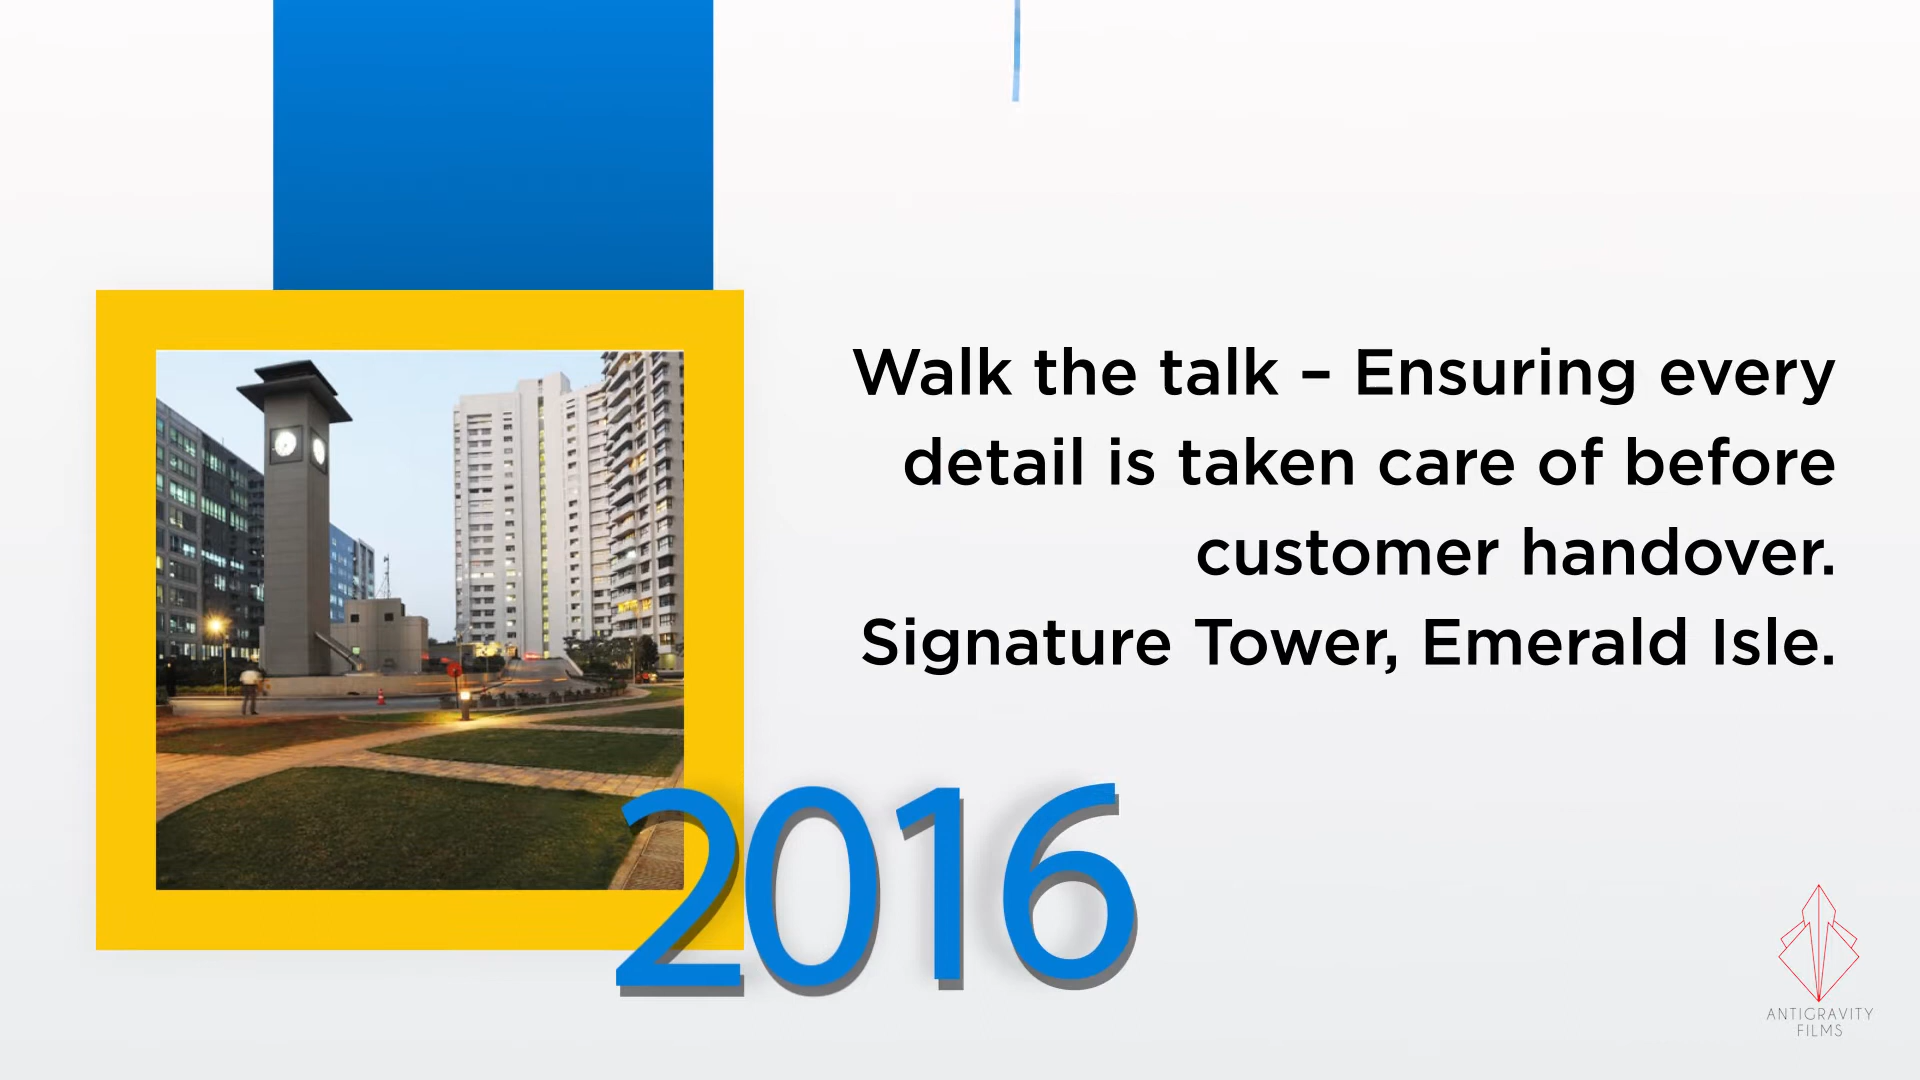 Walk the talk – Ensuring every
detail is taken care of before
customer handover.
Signature Tower, Emerald Isle.
2016
ANTIGRAVITY
FILMS